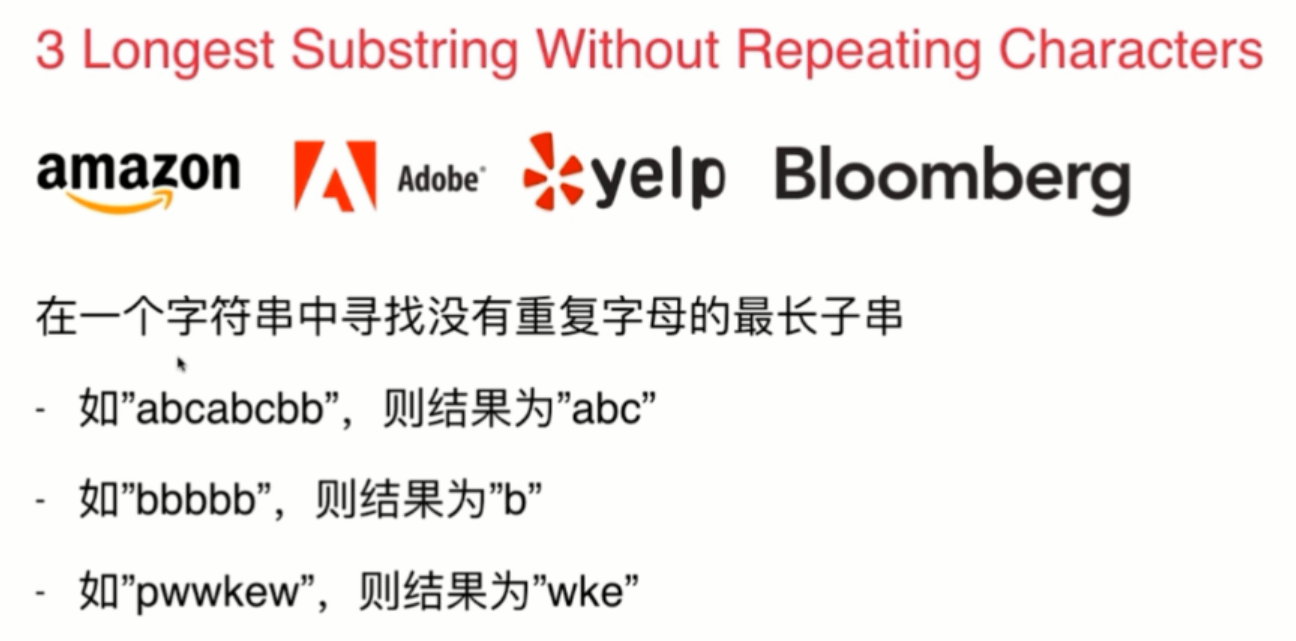 3 Longest Substring Without Repeating Characters
amazon Adobe® yelp Bloomberg
在一个字符串中寻找没有重复字母的最长子串
- 如”abcabcbb”，则结果为”abc”
- 如”bbbbb”，则结果为”b”
- 如”pwwkew”，则结果为”wke”